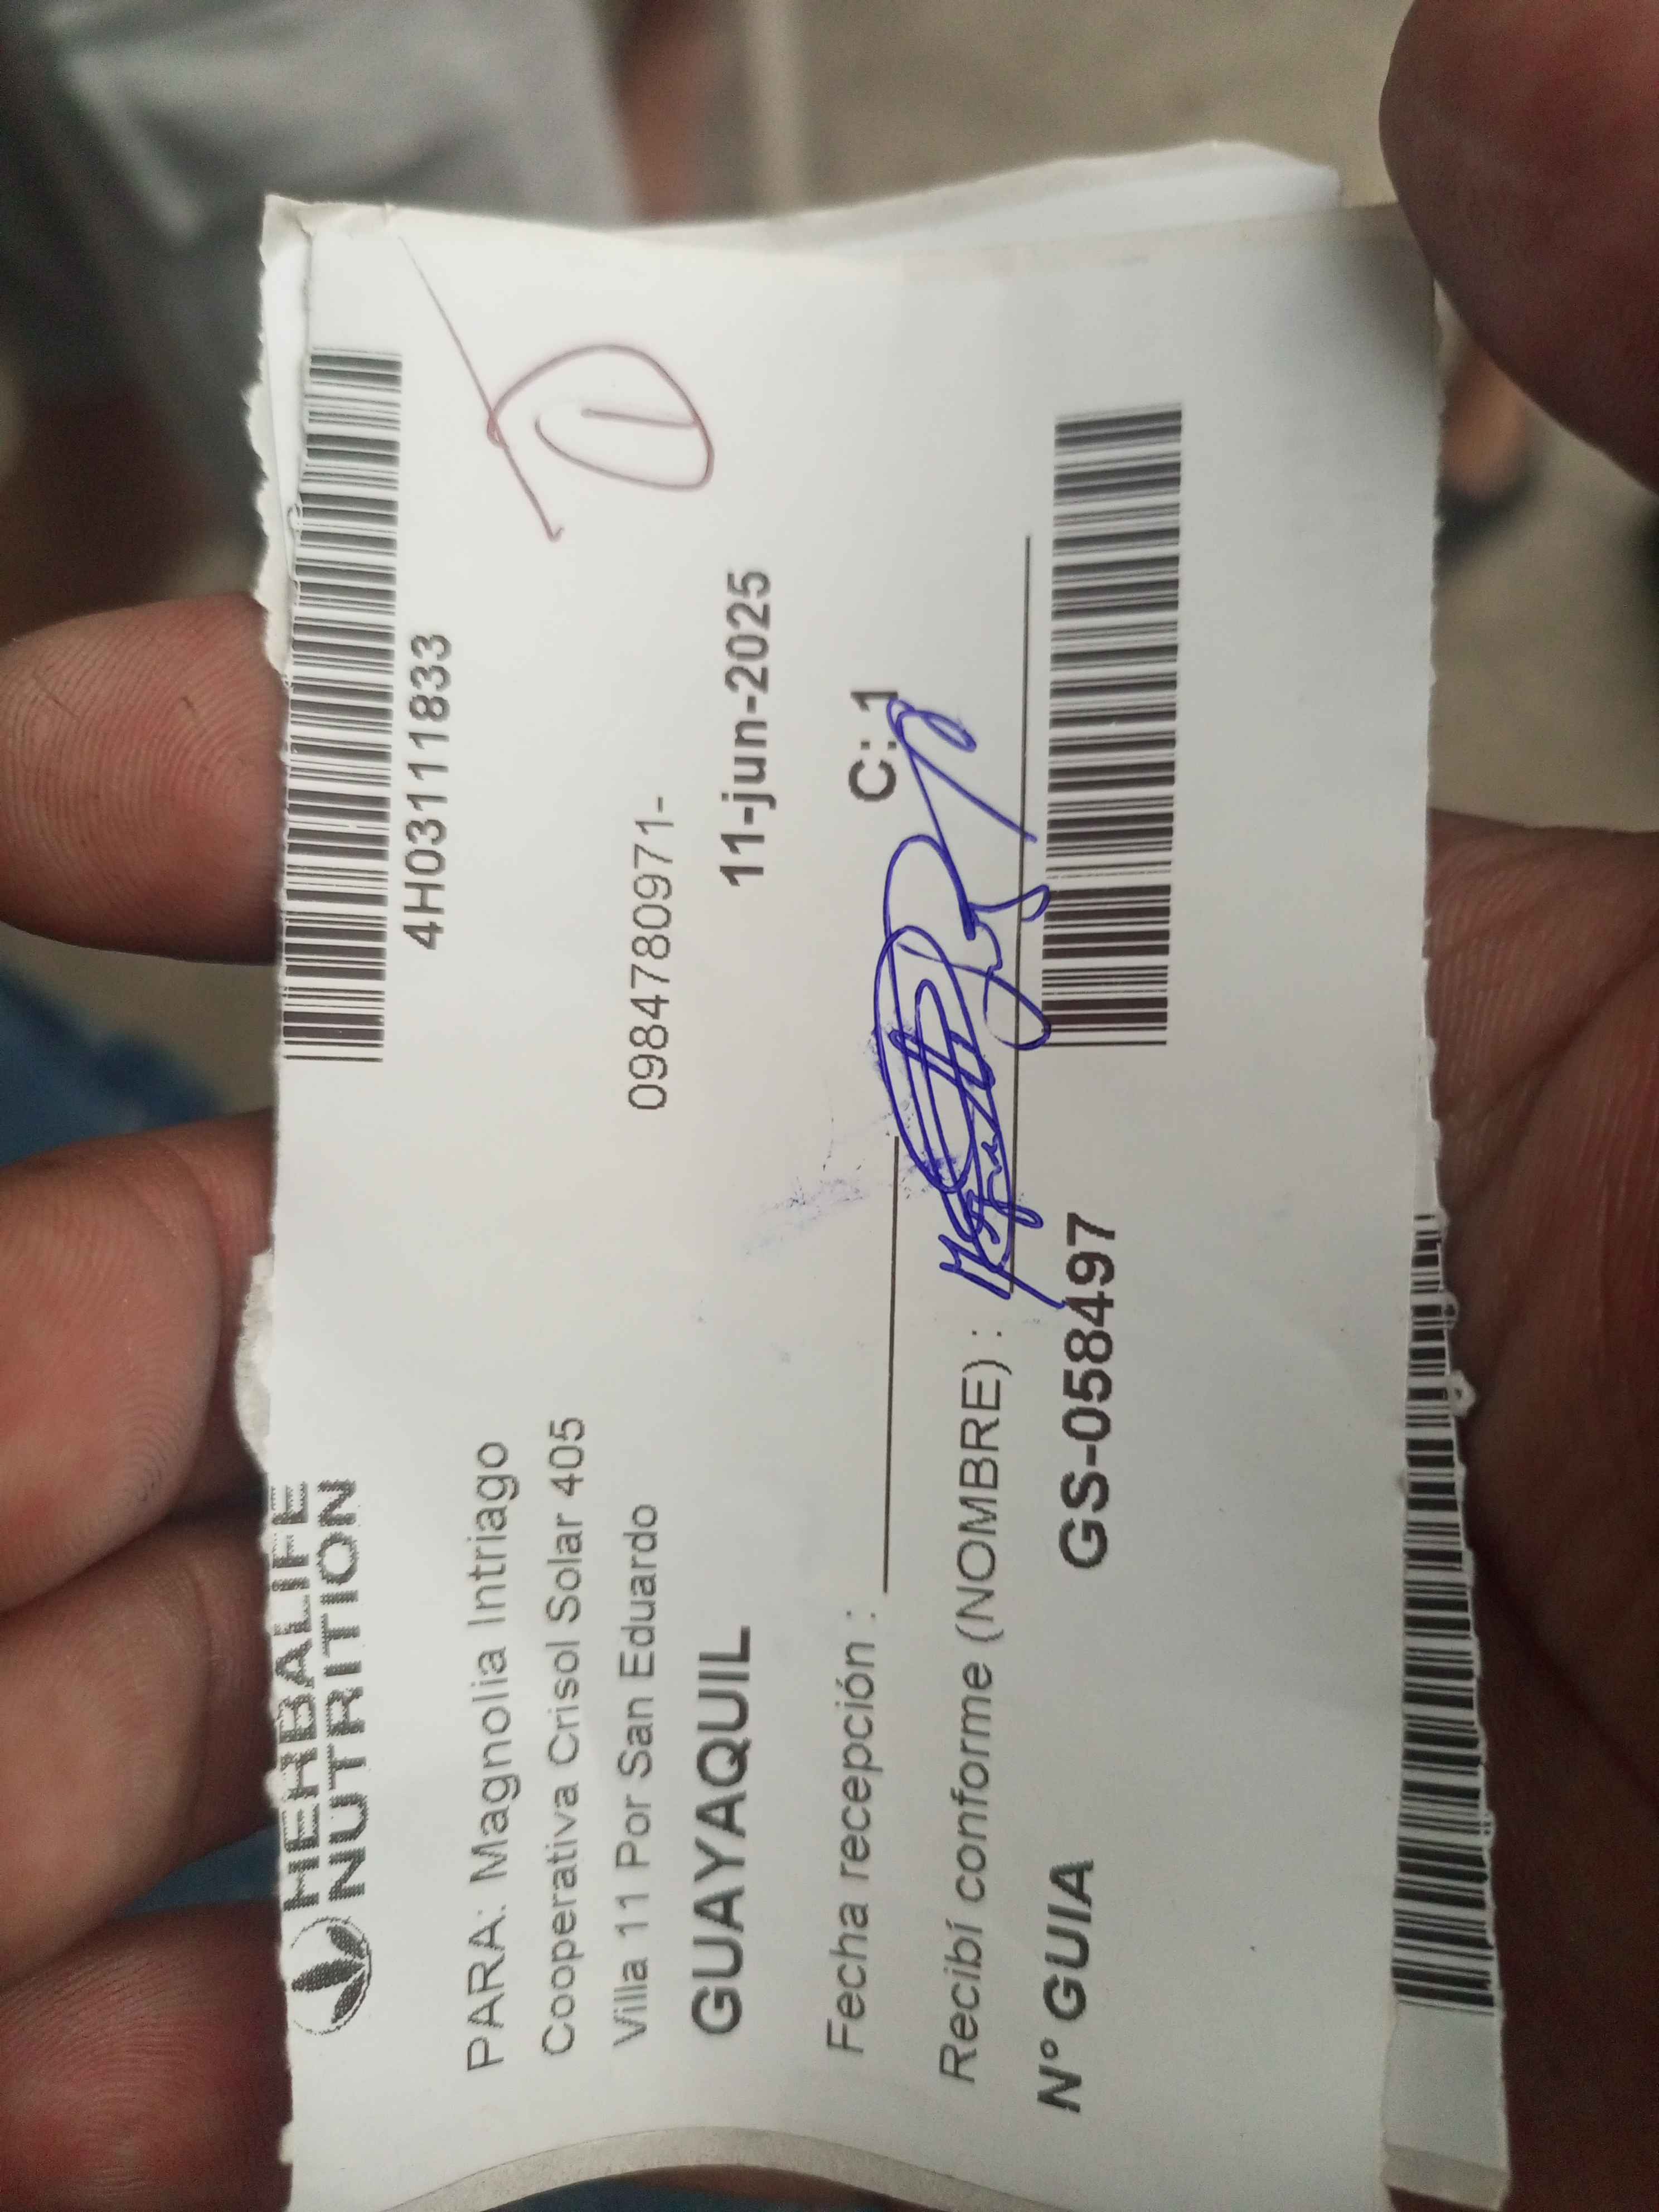 HERBALIFE
NUTRITION
4H03111833
PARA: Magnolia Intriago
Cooperativa Crisol Solar 405
Villa 11 Por San Eduardo
0984780971-
GUAYAQUIL
11-jun-2025
Fecha recepción :
C: 1
Recibí conforme (NOMBRE) :
N° GUIA
GS-058497